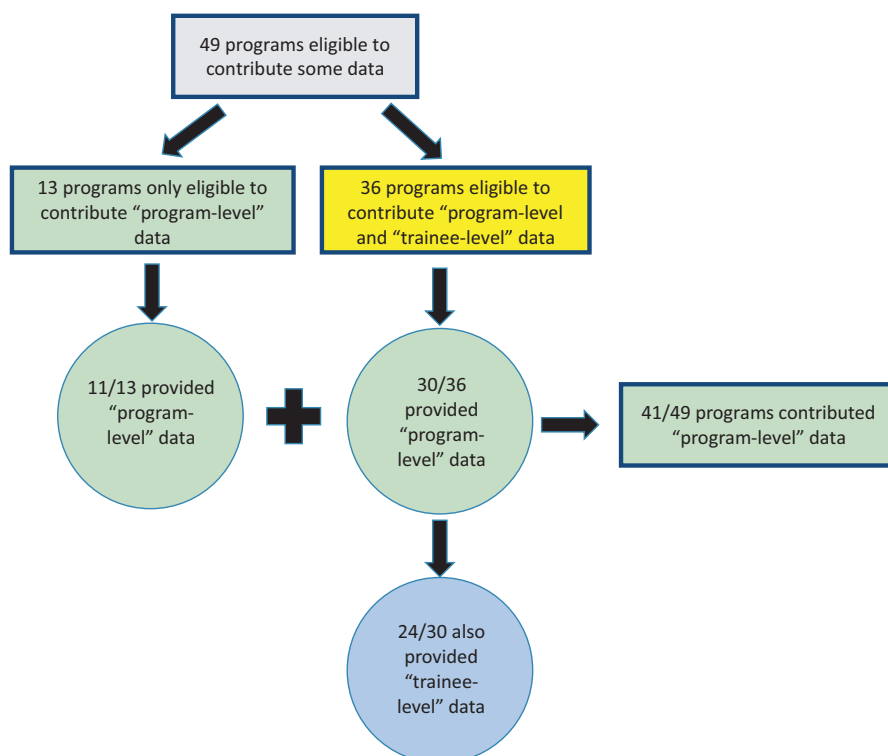 49 programs eligible to
contribute some data
13 programs only eligible to
contribute “program-level”
data
36 programs eligible to
contribute “program-level
and “trainee-level” data
11/13 provided
“program-
level” data
30/36
provided
“program-
level” data
41/49 programs contributed
“program-level” data
24/30 also
provided
“trainee-
level” data